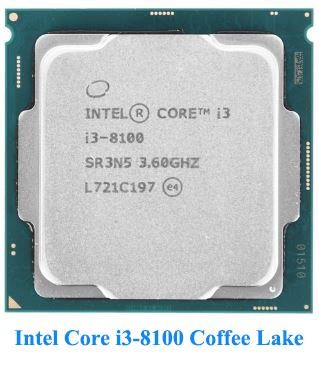 INTEL® CORE™ i3
i3-8100
SR3N5 3.60GHZ
L721C197 e4
01510
Intel Core i3-8100 Coffee Lake